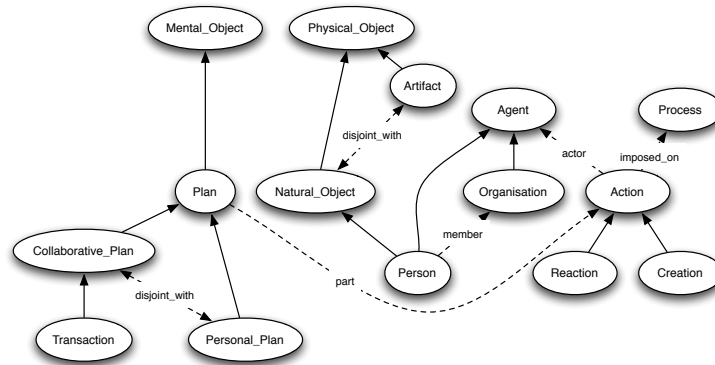 Mental_Object
Physical_Object
Artifact
Agent
Process
disjoint_with
actor
imposed_on
Plan
Natural_Object
Organisation
Action
Collaborative_Plan
member
Person
Reaction
Creation
part
disjoint_with
Transaction
Personal_Plan